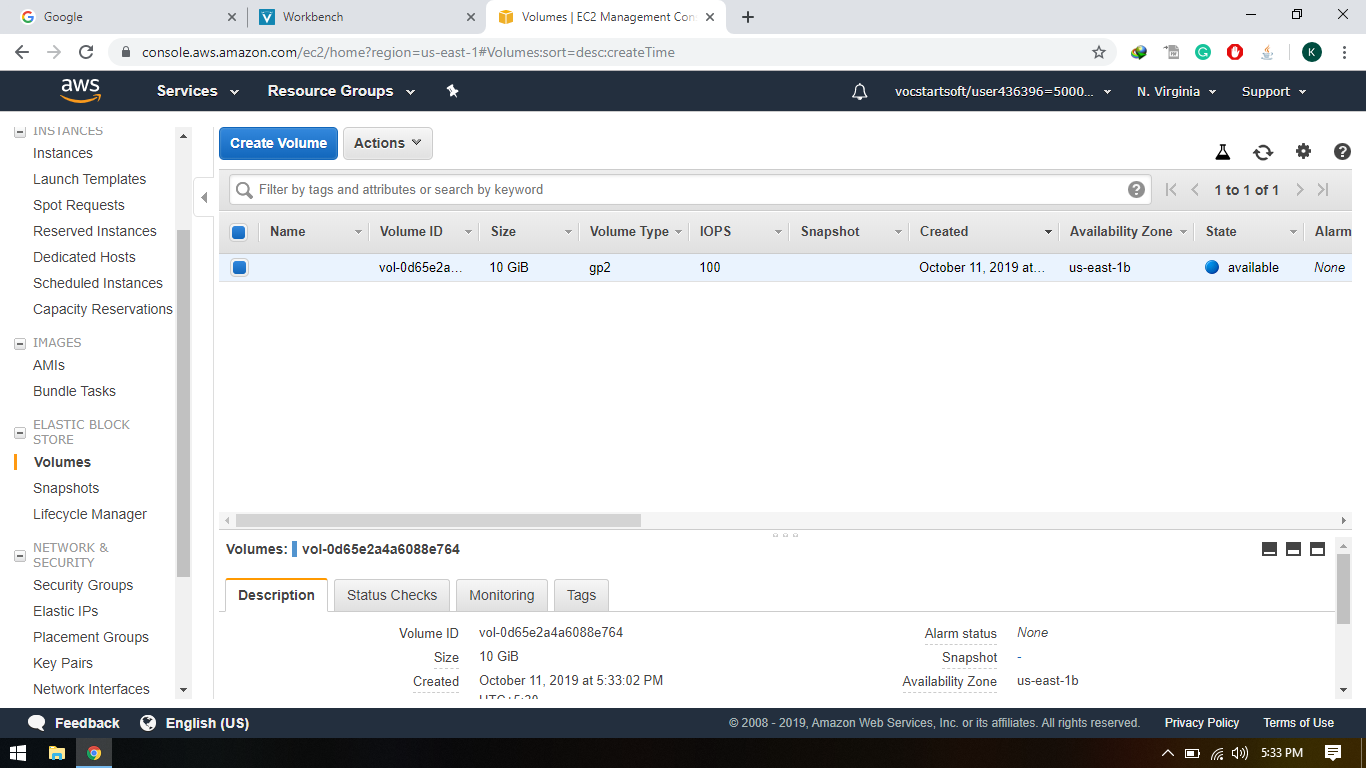 Google
Workbench
Volumes | EC2 Management Con
console.aws.amazon.com/ec2/home?region=us-east-1#Volumes:sort=desc:createTime
K
aws
Services
Resource Groups
vocstartsoft/user436396=5000...
N. Virginia
Support
INSTANCES
Instances
Launch Templates
Spot Requests
Reserved Instances
Dedicated Hosts
Scheduled Instances
Capacity Reservations
IMAGES
AMIs
Bundle Tasks
ELASTIC BLOCK
STORE
Volumes
Snapshots
Lifecycle Manager
NETWORK &
SECURITY
Security Groups
Elastic IPs
Placement Groups
Key Pairs
Network Interfaces
Create Volume
Actions
Filter by tags and attributes or search by keyword
1 to 1 of 1
Name Volume ID Size Volume Type IOPS Snapshot Created Availability Zone State Alarm
vol-0d65e2a... 10 GiB gp2 100 October 11, 2019 at... us-east-1b available None
Volumes: vol-0d65e2a4a6088e764
Description Status Checks Monitoring Tags
Volume ID vol-0d65e2a4a6088e764
Size 10 GiB
Created October 11, 2019 at 5:33:02 PM
UTC+5:30
Alarm status None
Snapshot -
Availability Zone us-east-1b
Feedback
English (US)
© 2008 - 2019, Amazon Web Services, Inc. or its affiliates. All rights reserved.
Privacy Policy
Terms of Use
5:33 PM